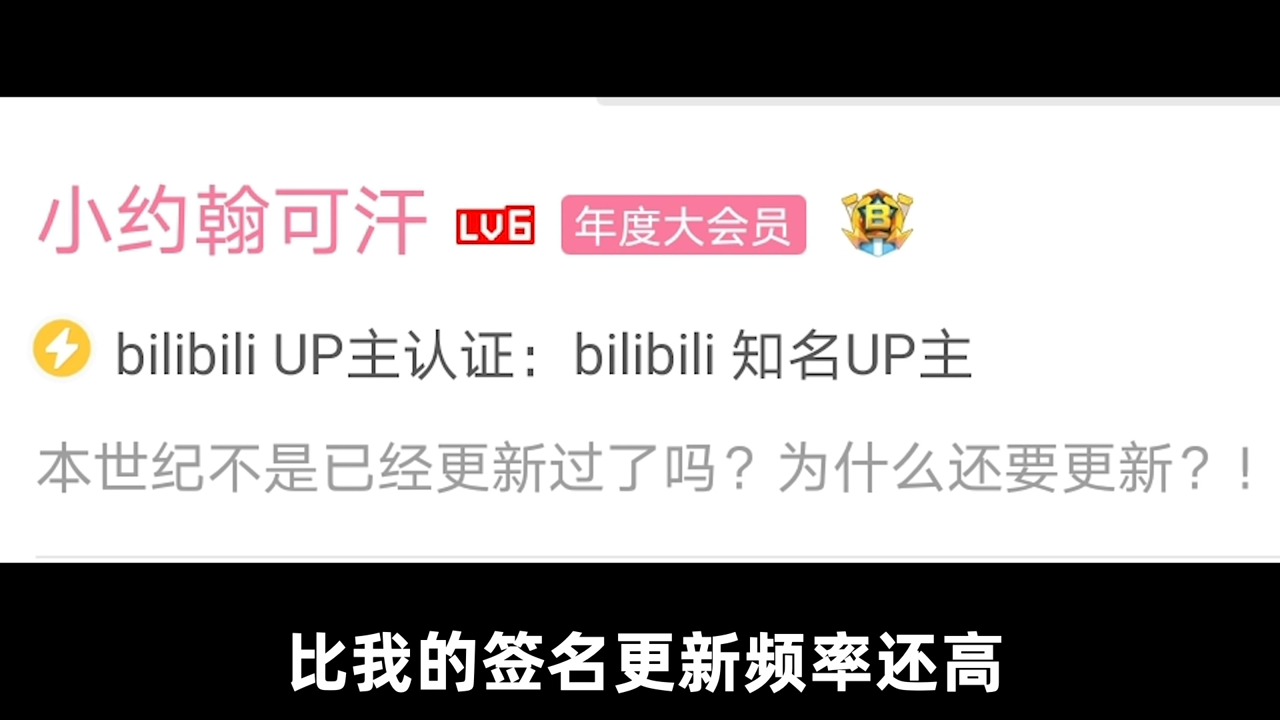 小约翰可汗 LV6 年度大会员 B
bilibili UP主认证：bilibili 知名UP主
本世纪不是已经更新过了吗？为什么还要更新？！
比我的签名更新频率还高